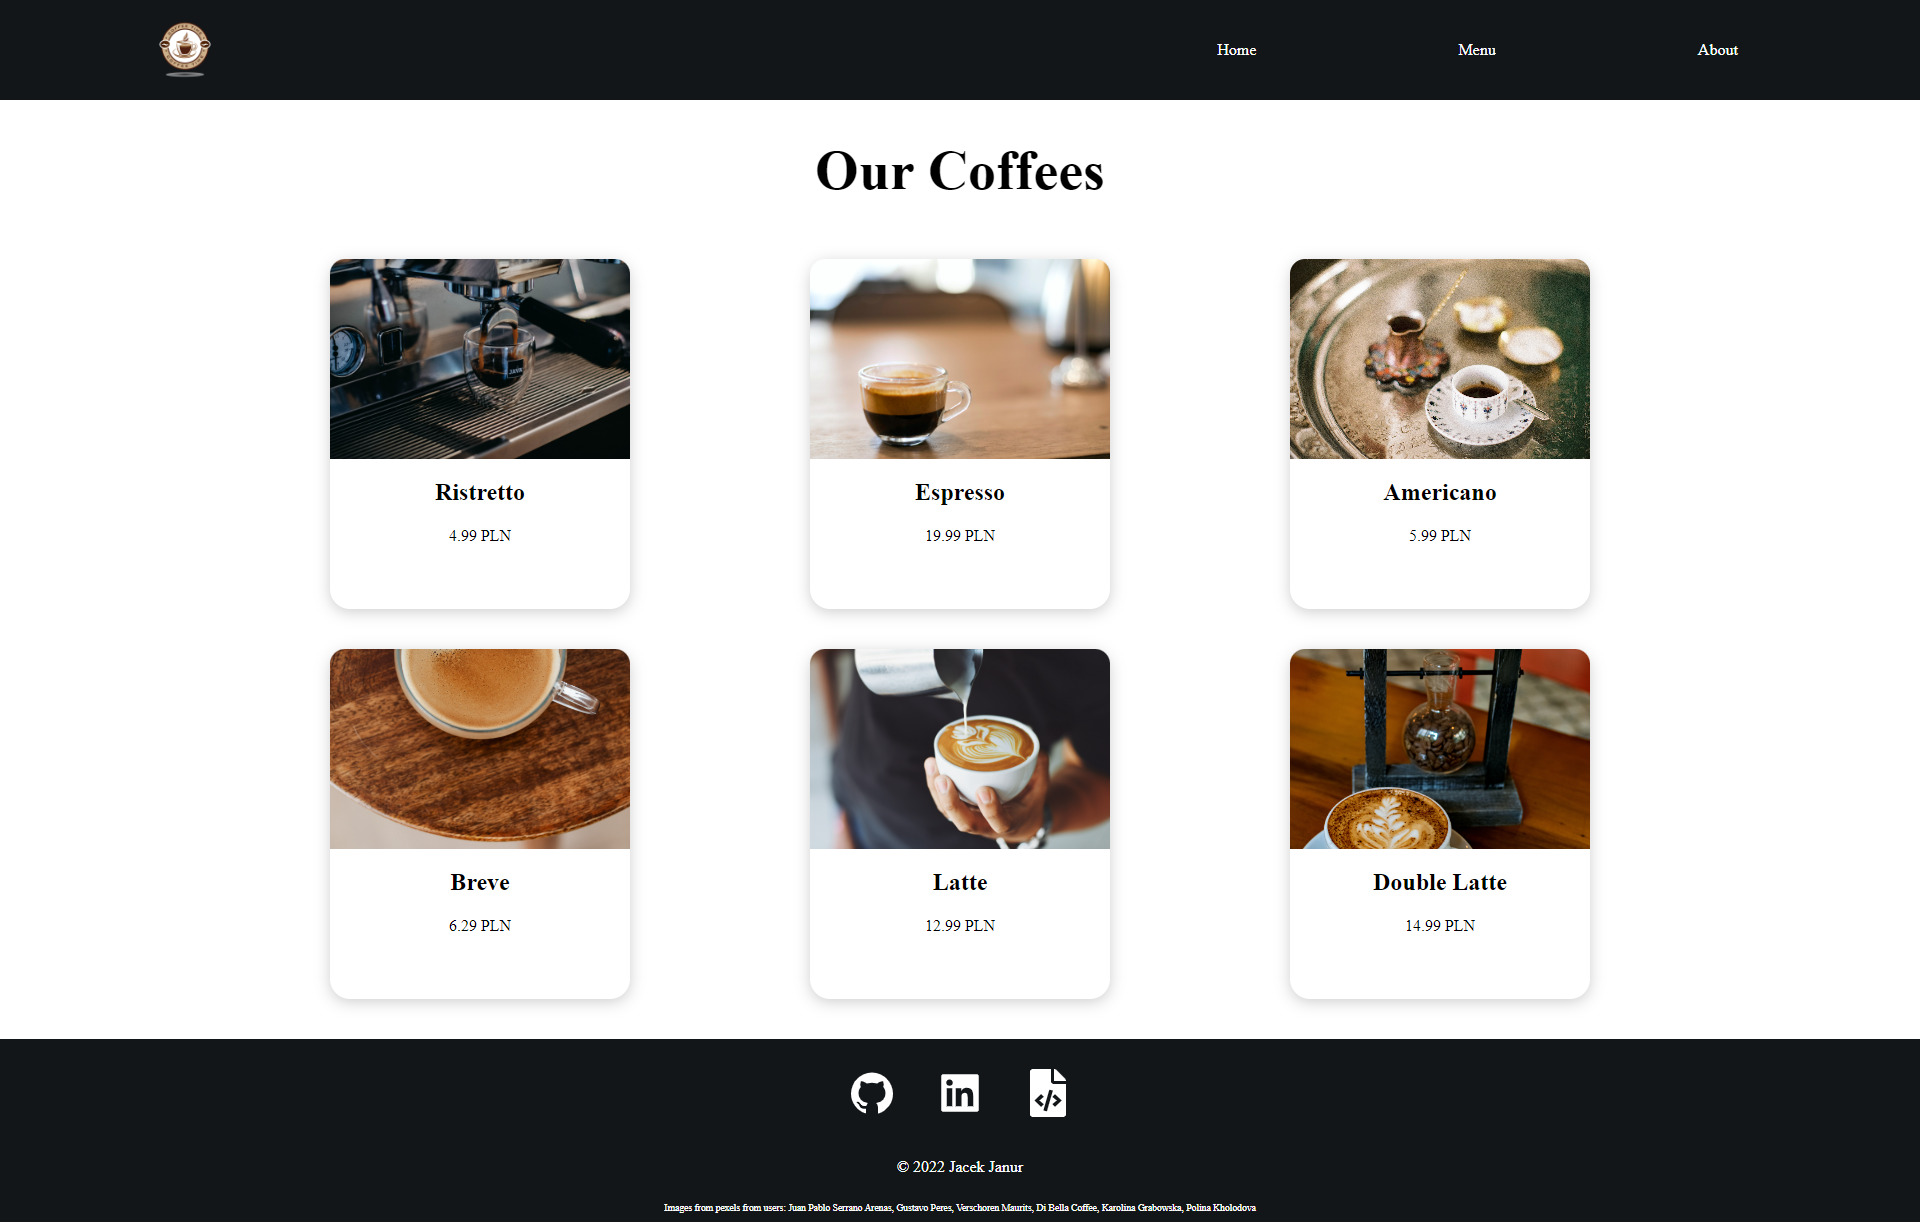 Home
Menu
About
Our Coffees
Ristretto
4.99 PLN
Espresso
19.99 PLN
Americano
5.99 PLN
Breve
6.29 PLN
Latte
12.99 PLN
Double Latte
14.99 PLN
© 2022 Jacek Janur
Images from pexels from users: Juan Pablo Serrano Arenas, Gustavo Peres, Verschoren Maurits, Di Bella Coffee, Karolina Grabowska, Polina Kholodova